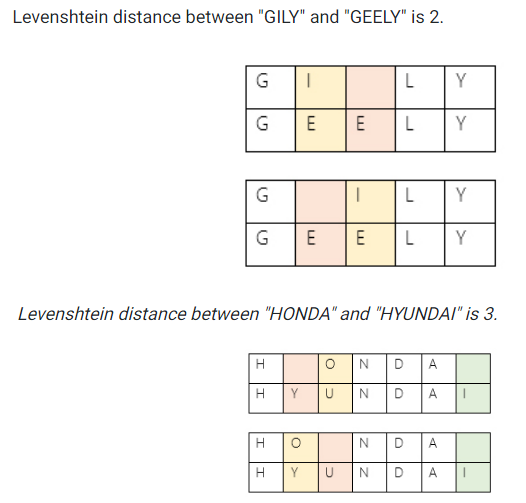 Levenshtein distance between "GILY" and "GEELY" is 2.
G I L Y
G E E L Y
G I L Y
G E E L Y
Levenshtein distance between "HONDA" and "HYUNDAI" is 3.
H O N D A
H Y U N D A I
H O N D A
H Y U N D A I